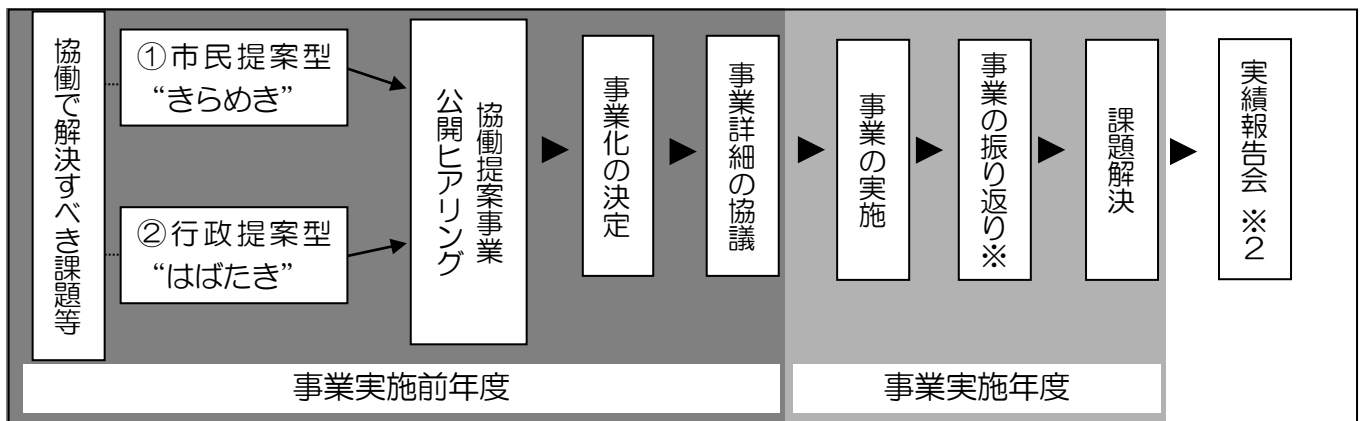 協働で解決すべき課題等
①市民提案型
“きらめき”
②行政提案型
“はばたき”
協働提案事業
公開ヒアリング
事業化の決定
事業詳細の協議
事業の実施
事業の振り返り※
課題解決
実績報告会 ※2
事業実施前年度
事業実施年度